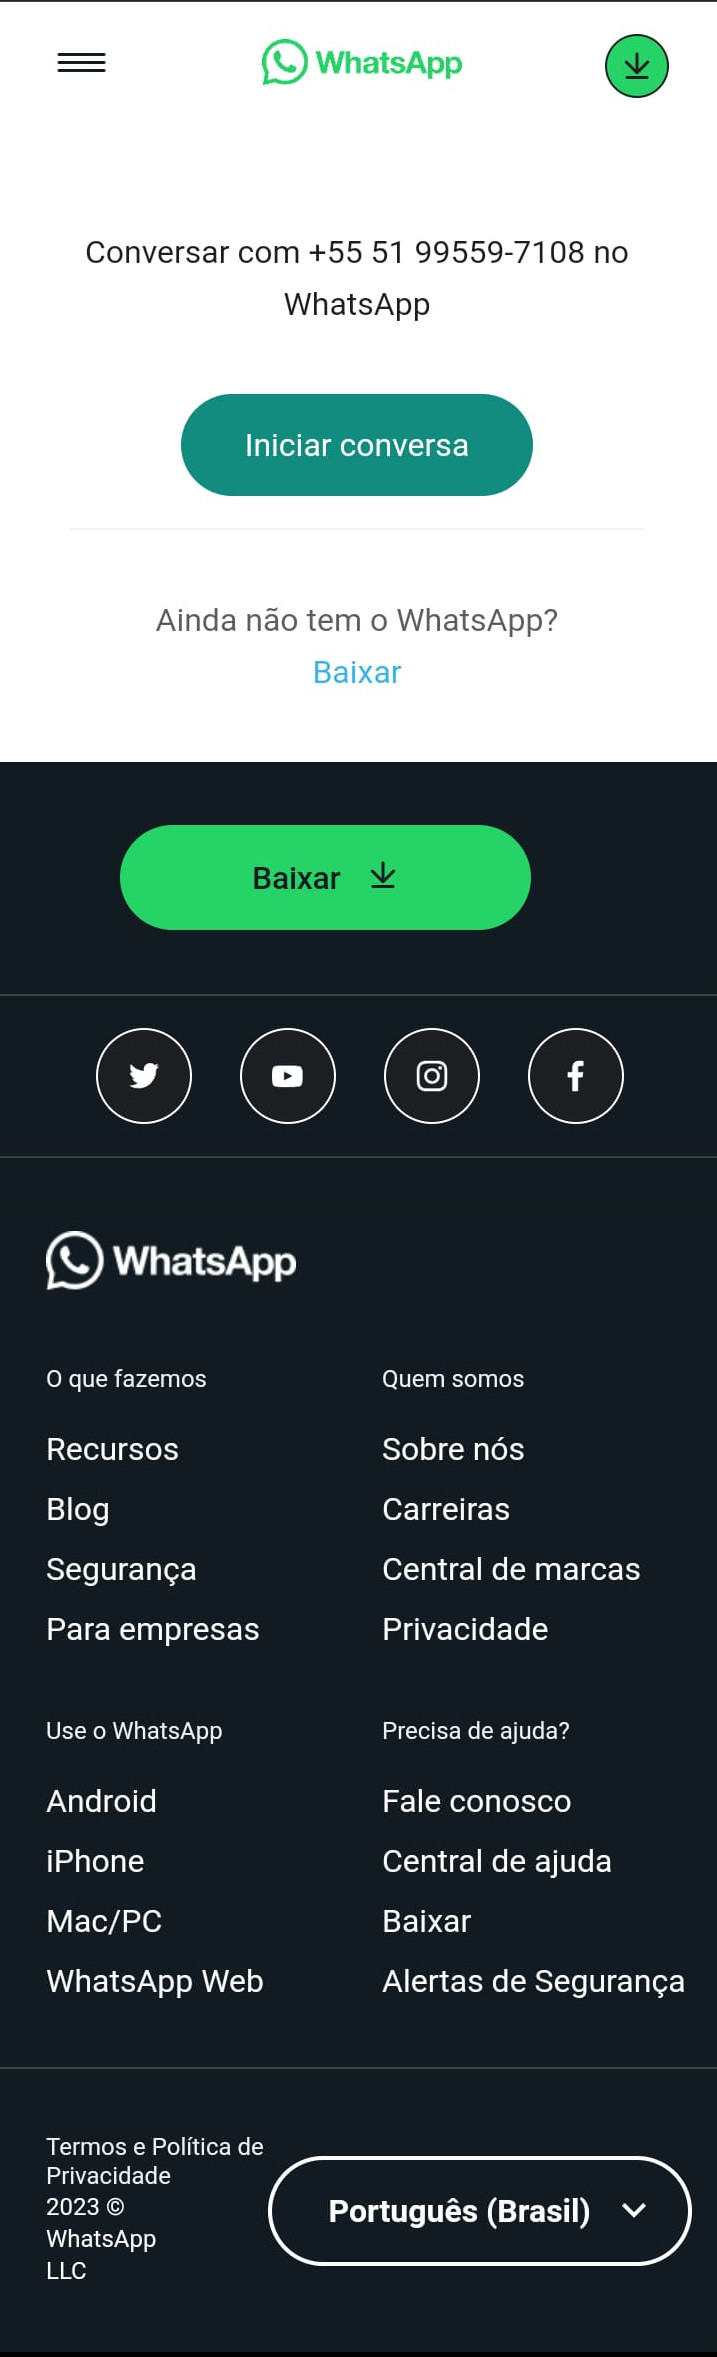 WhatsApp
Conversar com +55 51 99559-7108 no
WhatsApp
Iniciar conversa
Ainda não tem o WhatsApp?
Baixar
Baixar
WhatsApp
O que fazemos
Recursos
Blog
Segurança
Para empresas
Quem somos
Sobre nós
Carreiras
Central de marcas
Privacidade
Use o WhatsApp
Android
iPhone
Mac/PC
WhatsApp Web
Precisa de ajuda?
Fale conosco
Central de ajuda
Baixar
Alertas de Segurança
Termos e Política de
Privacidade
2023 ©
WhatsApp
LLC
Português (Brasil)